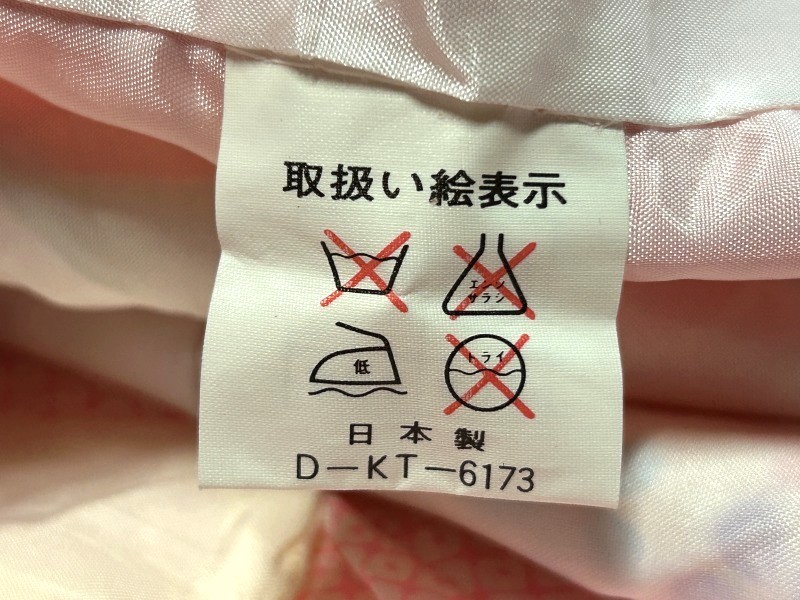 取扱い絵表示
エンソ
サラシ
低
ドライ
日本製
D-KT-6173